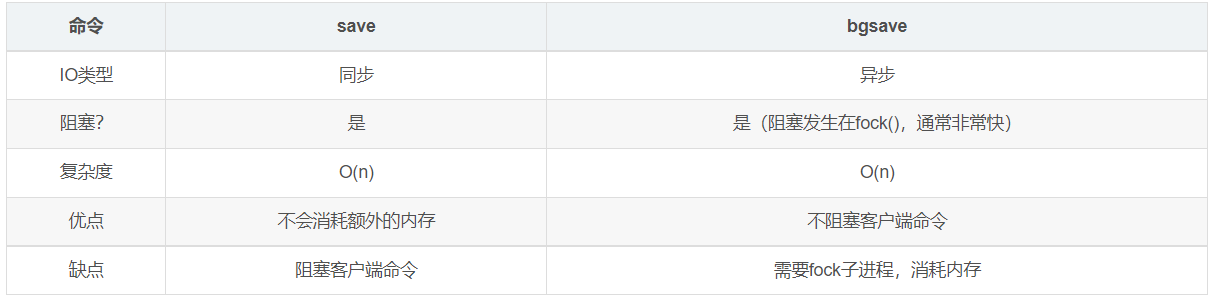 命令 save bgsave
IO类型 同步 异步
阻塞? 是 是（阻塞发生在fock()，通常非常快）
复杂度 O(n) O(n)
优点 不会消耗额外的内存 不阻塞客户端命令
缺点 阻塞客户端命令 需要fock子进程，消耗内存